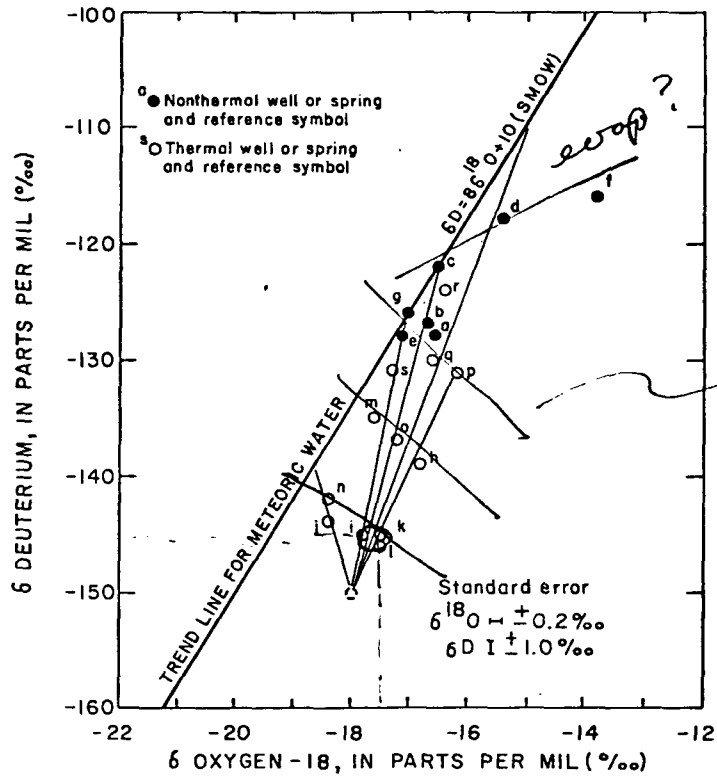 -100
-110
-120
-130
-140
-150
-160
-22
-20
-18
-16
-14
-12
δ DEUTERIUM, IN PARTS PER MIL (‰)
δ OXYGEN-18, IN PARTS PER MIL (‰)
a ● Nonthermal well or spring
and reference symbol
s ○ Thermal well or spring
and reference symbol
δD=8δ18O+10(SMOW)
TREND LINE FOR METEORIC WATER
evap?
f
d
c
r
g
b
a
e
q
s
p
m
o
h
n
j
i
k
l
Standard error
δ18O ⊢ ±0.2‰
δD I ±1.0‰